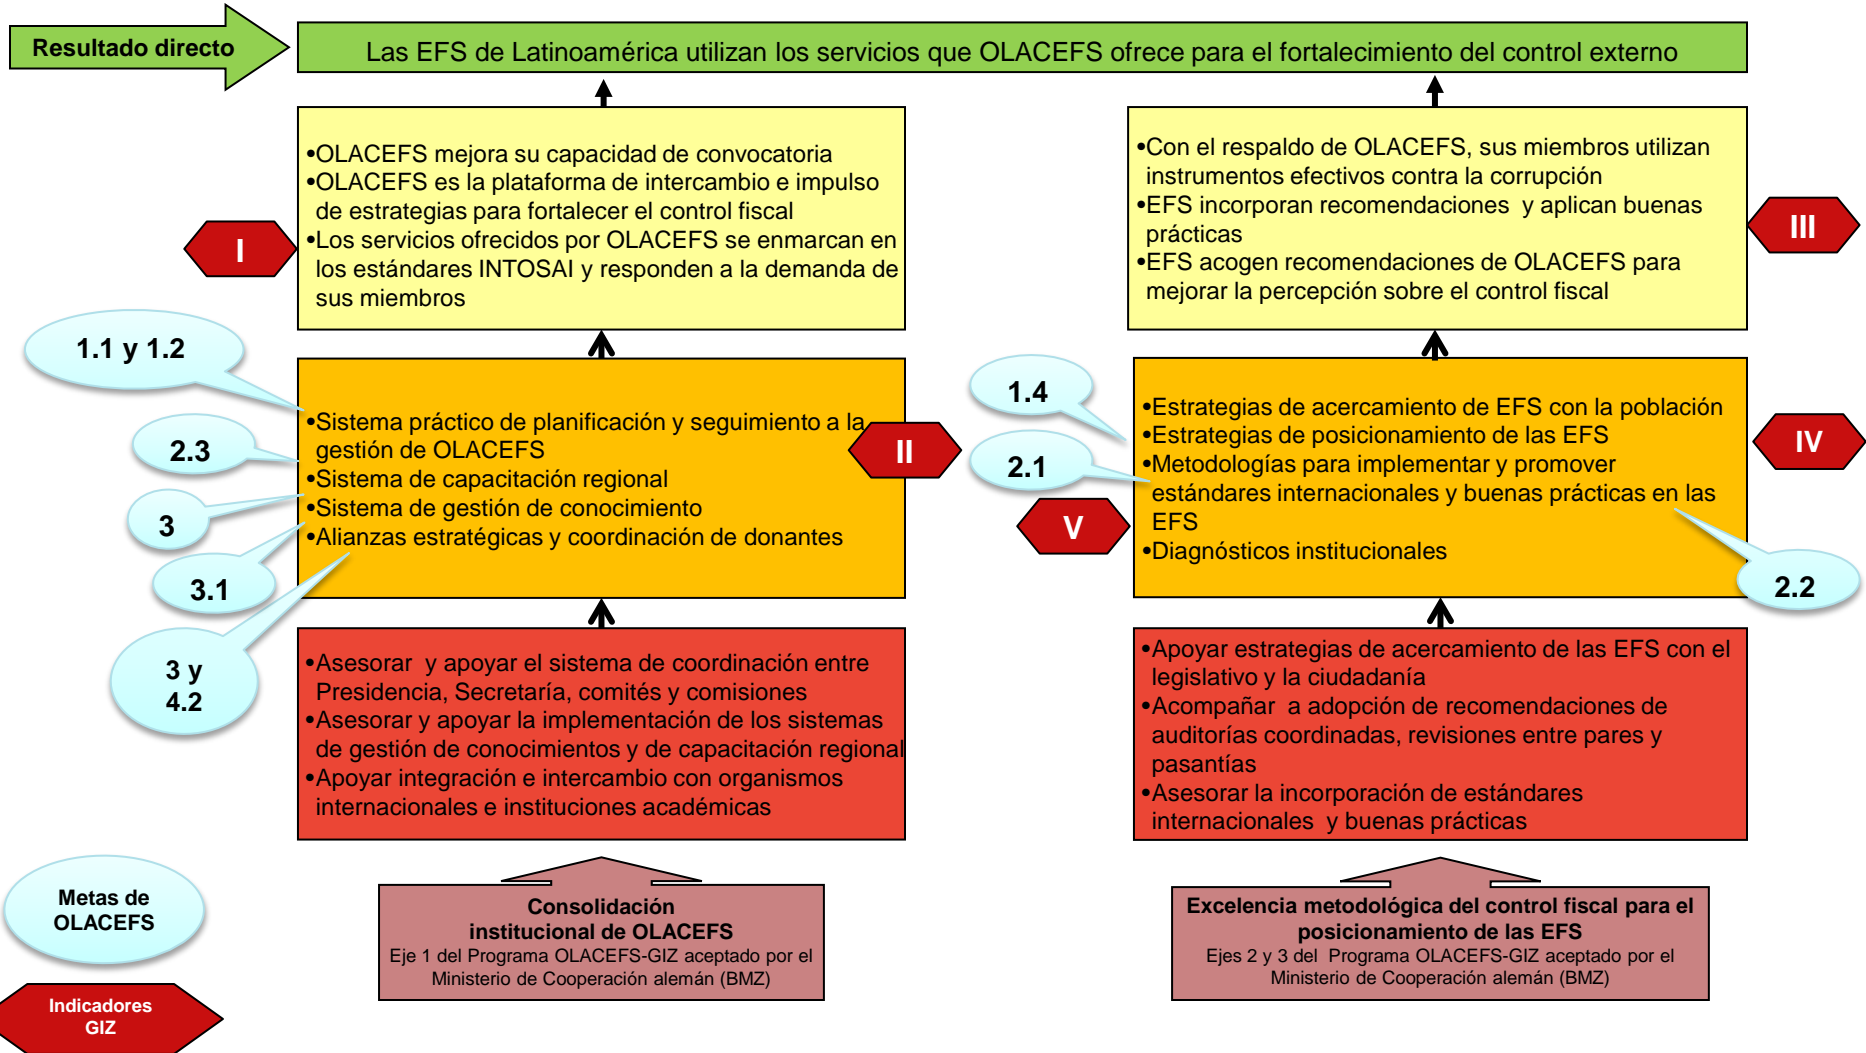 Resultado directo
Las EFS de Latinoamérica utilizan los servicios que OLACEFS ofrece para el fortalecimiento del control externo
•OLACEFS mejora su capacidad de convocatoria
•OLACEFS es la plataforma de intercambio e impulso
de estrategias para fortalecer el control fiscal
•Los servicios ofrecidos por OLACEFS se enmarcan en
los estándares INTOSAI y responden a la demanda de
sus miembros
I
•Con el respaldo de OLACEFS, sus miembros utilizan
instrumentos efectivos contra la corrupción
•EFS incorporan recomendaciones  y aplican buenas
prácticas
•EFS acogen recomendaciones de OLACEFS para
mejorar la percepción sobre el control fiscal
III
1.1 y 1.2
2.3
3
3.1
3 y
4.2
•Sistema práctico de planificación y seguimiento a la
gestión de OLACEFS
•Sistema de capacitación regional
•Sistema de gestión de conocimiento
•Alianzas estratégicas y coordinación de donantes
II
1.4
2.1
V
•Estrategias de acercamiento de EFS con la población
•Estrategias de posicionamiento de las EFS
•Metodologías para implementar y promover
estándares internacionales y buenas prácticas en las
EFS
•Diagnósticos institucionales
IV
2.2
•Asesorar  y apoyar el sistema de coordinación entre
Presidencia, Secretaría, comités y comisiones
•Asesorar y apoyar la implementación de los sistemas
de gestión de conocimientos y de capacitación regional
•Apoyar integración e intercambio con organismos
internacionales e instituciones académicas
•Apoyar estrategias de acercamiento de las EFS con el
legislativo y la ciudadanía
•Acompañar  a adopción de recomendaciones de
auditorías coordinadas, revisiones entre pares y
pasantías
•Asesorar la incorporación de estándares
internacionales  y buenas prácticas
Metas de
OLACEFS
Indicadores
GIZ
Consolidación
institucional de OLACEFS
Eje 1 del Programa OLACEFS-GIZ aceptado por el
Ministerio de Cooperación alemán (BMZ)
Excelencia metodológica del control fiscal para el
posicionamiento de las EFS
Ejes 2 y 3 del  Programa OLACEFS-GIZ aceptado por el
Ministerio de Cooperación alemán (BMZ)